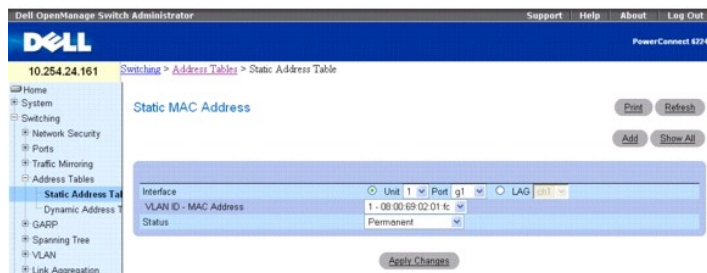 Dell OpenManage Switch Administrator Support Help About Log Out
DELL
PowerConnect 6224
10.254.24.161
Switching > Address Tables > Static Address Table
Home
System
Switching
Network Security
Ports
Traffic Mirroring
Address Tables
Static Address Tal
Dynamic Address T
GARP
Spanning Tree
VLAN
Link Aggregation
Static MAC Address
Print Refresh
Add Show All
Interface Unit 1 Port g1 LAG ch1
VLAN ID - MAC Address 1 - 08:00:69:02:01:fc
Status Permanent
Apply Changes